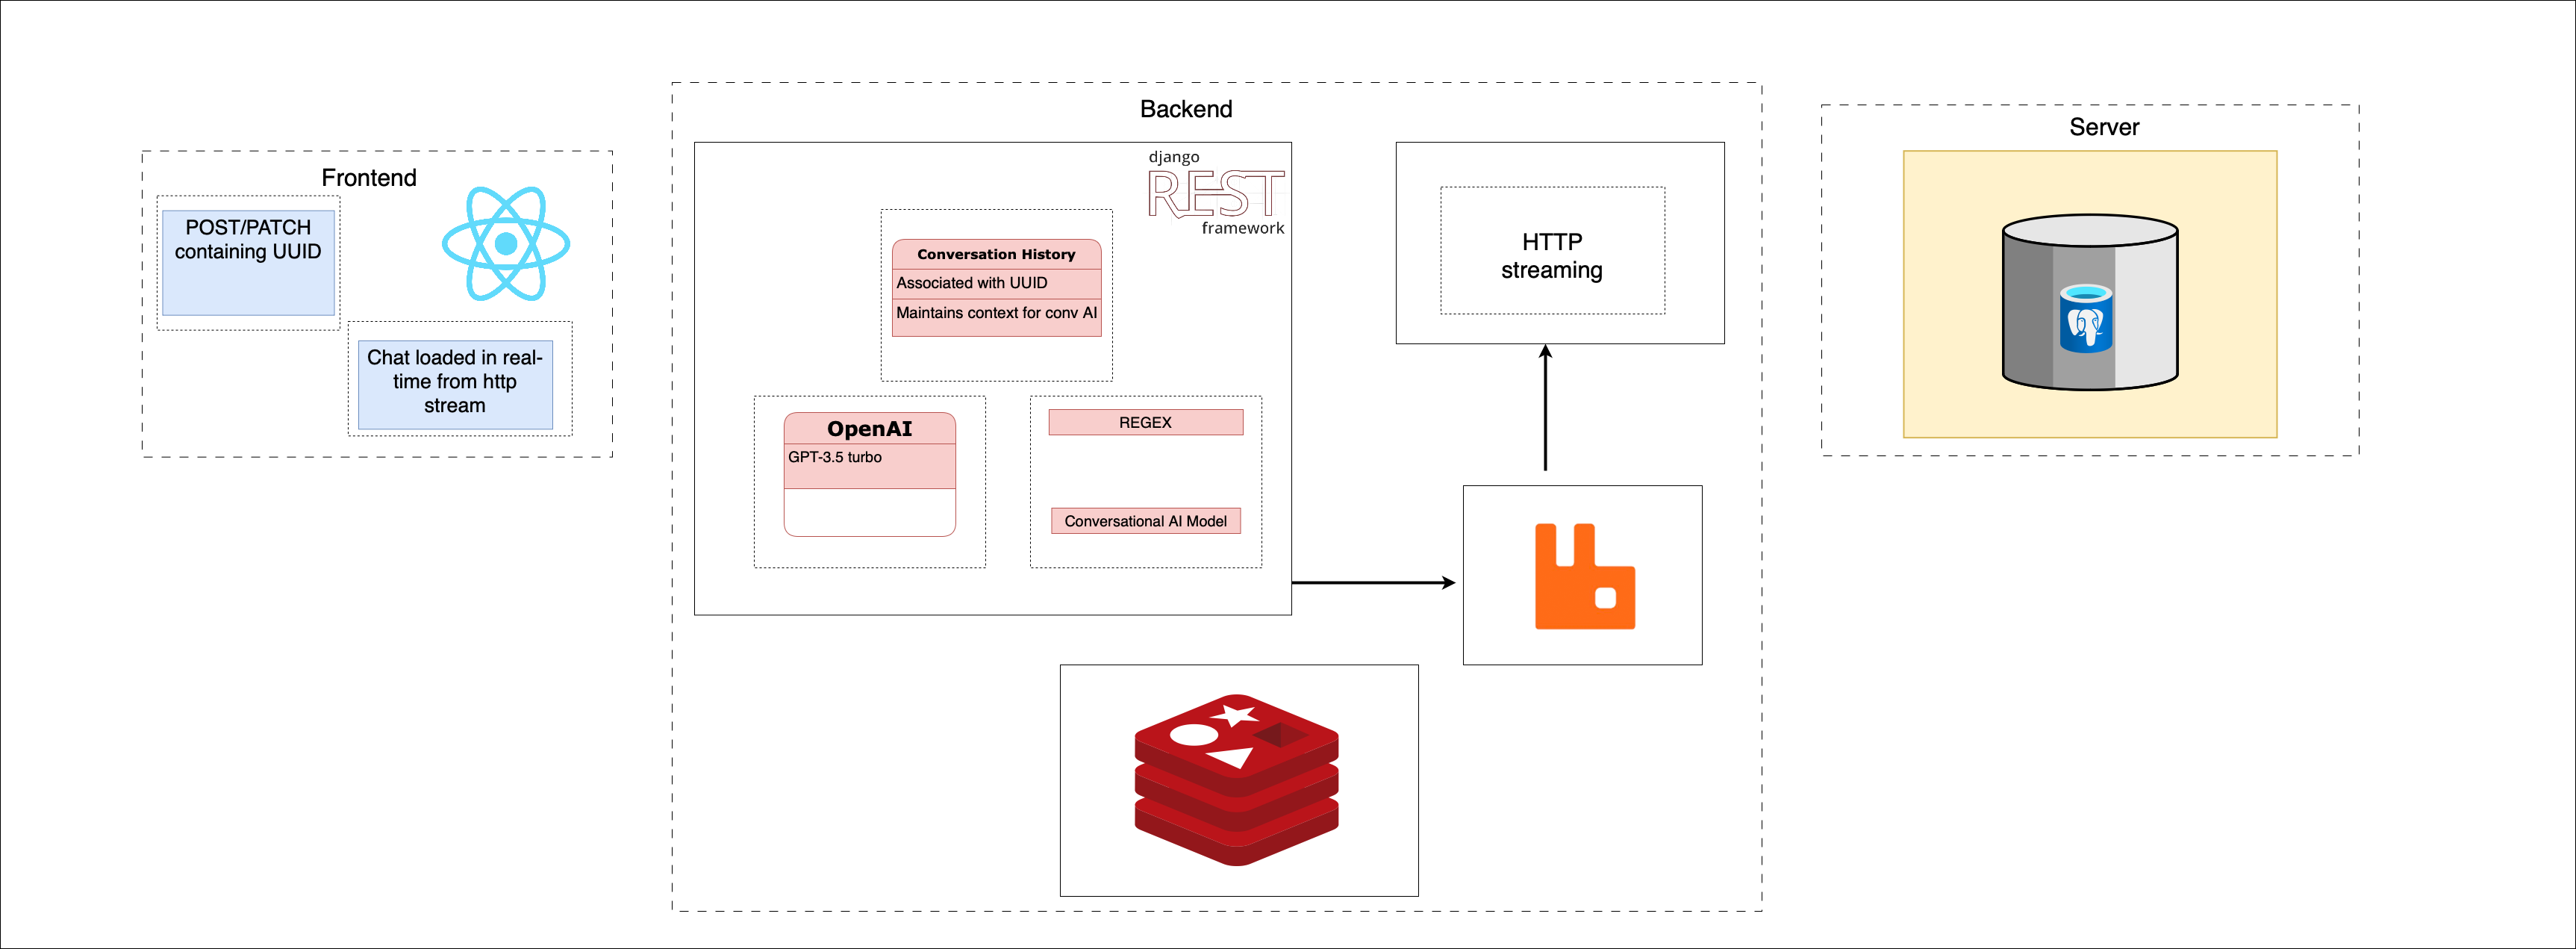 Frontend
POST/PATCH
containing UUID
Chat loaded in real-
time from http
stream
Backend
django
REST
framework
Conversation History
Associated with UUID
Maintains context for conv AI
OpenAI
GPT-3.5 turbo
REGEX
Conversational AI Model
HTTP
streaming
Server